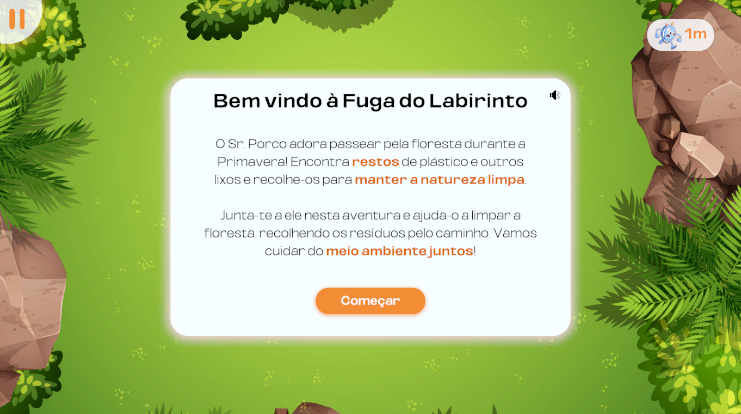 1m
Bem vindo à Fuga do Labirinto
O Sr. Porco adora passear pela floresta durante a
Primavera! Encontra restos de plástico e outros
lixos e recolhe-os para manter a natureza limpa.
Junta-te a ele nesta aventura e ajuda-o a limpar a
floresta, recolhendo os resíduos pelo caminho. Vamos
cuidar do meio ambiente juntos!
Começar